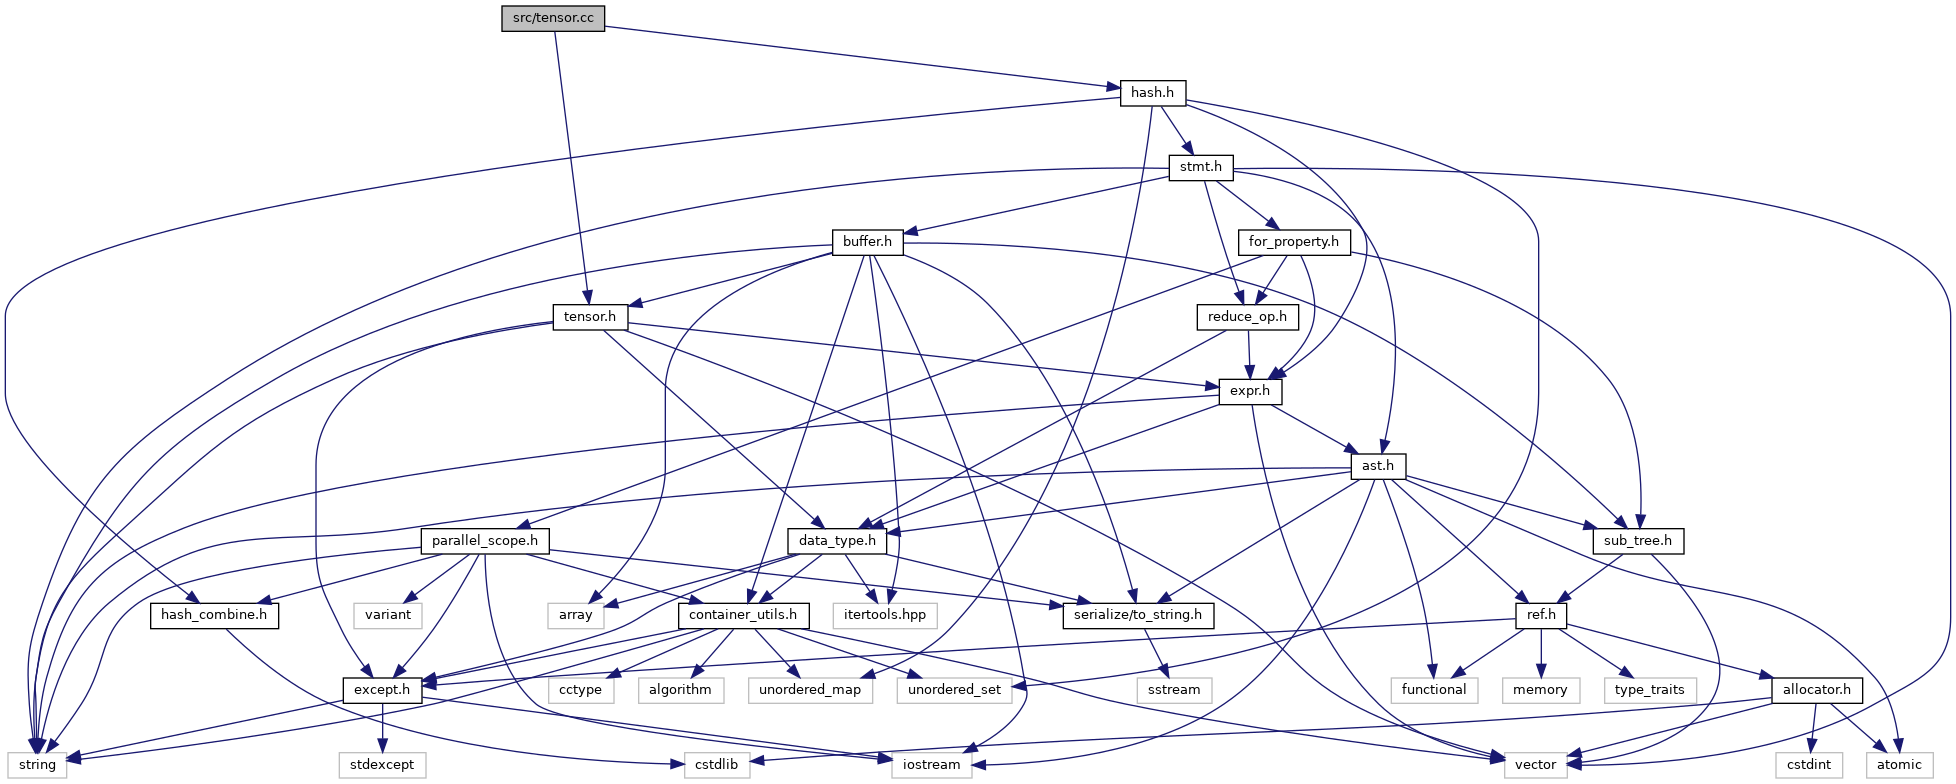 src/tensor.cc
hash.h
stmt.h
buffer.h
for_property.h
tensor.h
reduce_op.h
expr.h
ast.h
parallel_scope.h
data_type.h
sub_tree.h
hash_combine.h
variant
array
container_utils.h
itertools.hpp
serialize/to_string.h
ref.h
except.h
cctype
algorithm
unordered_map
unordered_set
sstream
functional
memory
type_traits
allocator.h
string
stdexcept
cstdlib
iostream
vector
cstdint
atomic